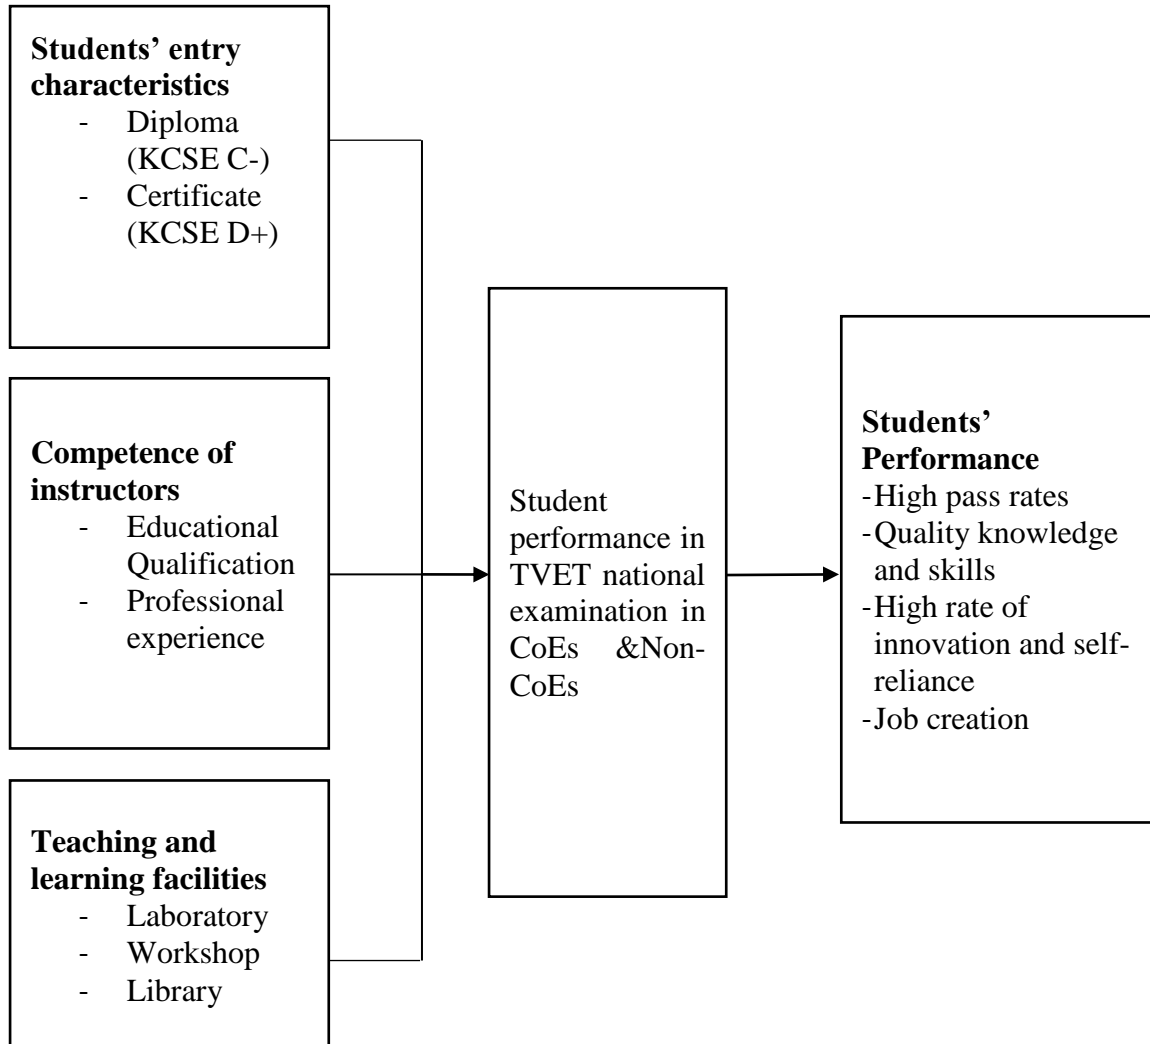 Students’ entry
characteristics
- Diploma
(KCSE C-)
- Certificate
(KCSE D+)
Competence of
instructors
- Educational
Qualification
- Professional
experience
Teaching and
learning facilities
- Laboratory
- Workshop
- Library
Student
performance in
TVET national
examination in
CoEs &Non-
CoEs
Students’
Performance
-High pass rates
-Quality knowledge
and skills
-High rate of
innovation and self-
reliance
-Job creation